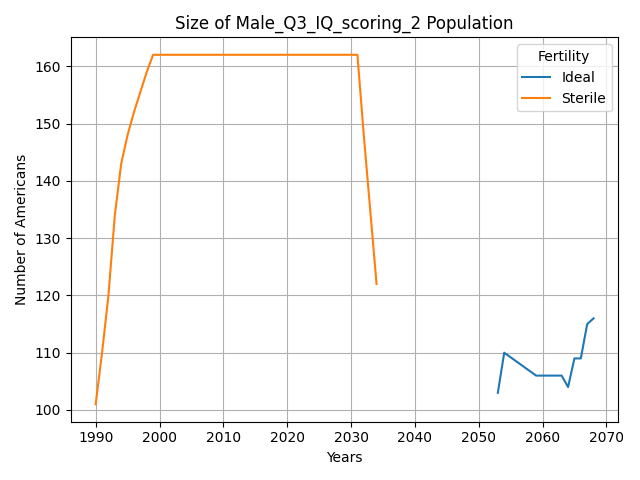 Size of Male_Q3_IQ_scoring_2 Population
Number of Americans
160
150
140
130
120
110
100
Fertility
Ideal
Sterile
1990 2000 2010 2020 2030 2040 2050 2060 2070
Years